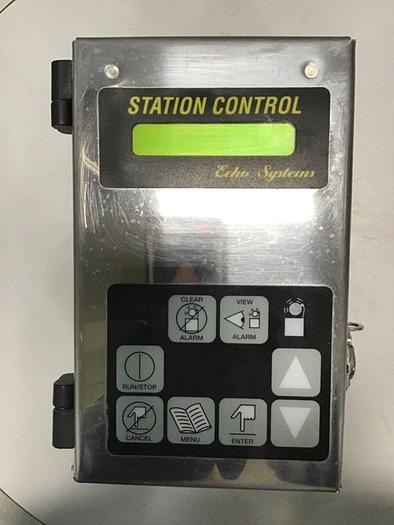 STATION CONTROL
Echo Systems
CLEAR
ALARM
VIEW
ALARM
RUN/STOP
CANCEL
MENU
ENTER